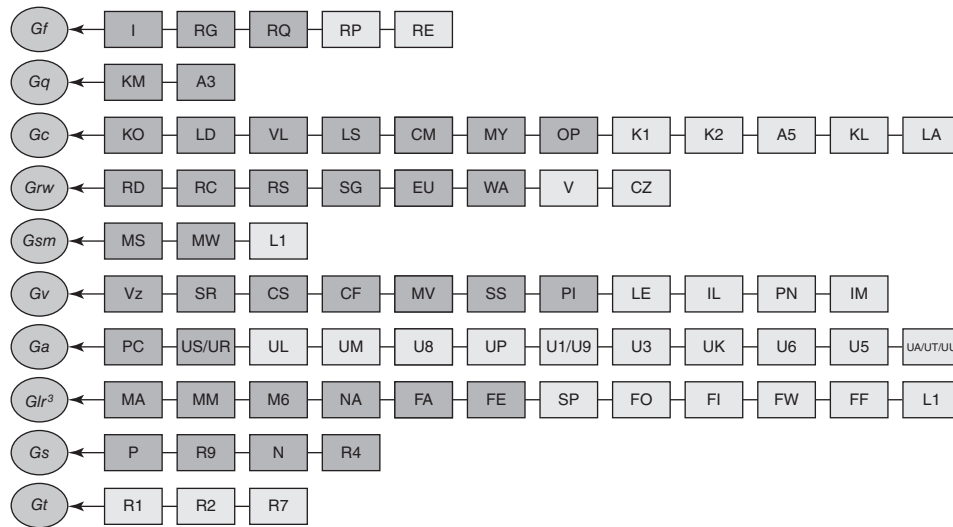 Gf I RG RQ RP RE
Gq KM A3
Gc KO LD VL LS CM MY OP K1 K2 A5 KL LA
Grw RD RC RS SG EU WA V CZ
Gsm MS MW L1
Gv Vz SR CS CF MV SS PI LE IL PN IM
Ga PC US/UR UL UM U8 UP U1/U9 U3 UK U6 U5 UA/UT/UU
Glr³ MA MM M6 NA FA FE SP FO FI FW FF L1
Gs P R9 N R4
Gt R1 R2 R7